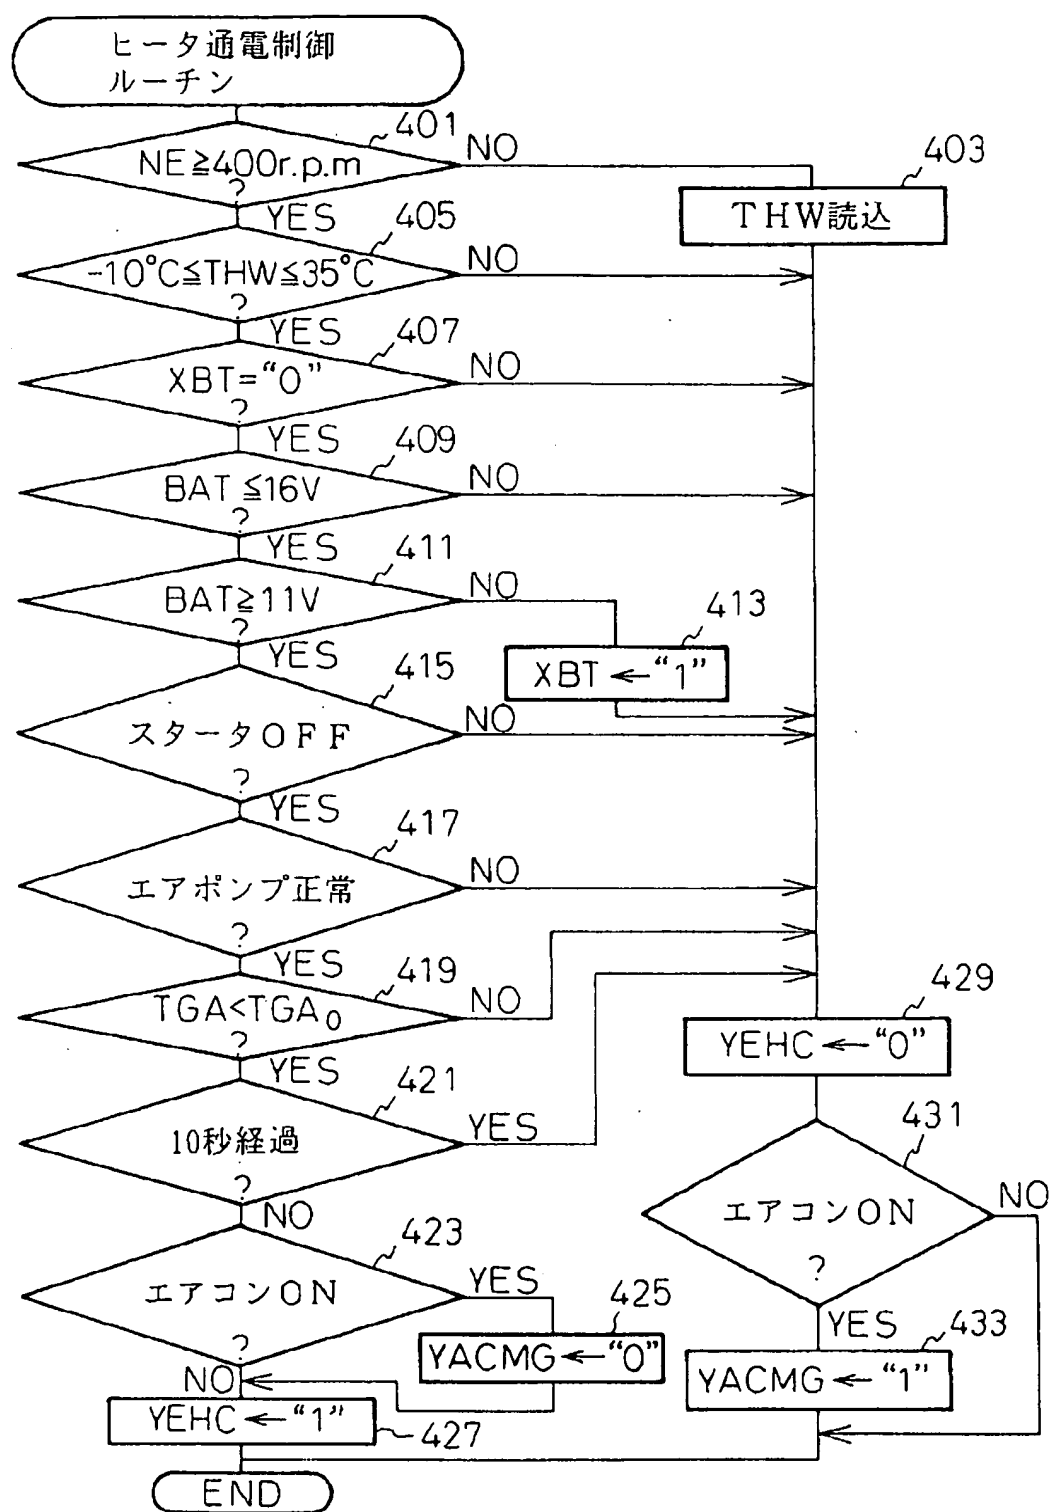 ヒータ通電制御
ルーチン
401
NE≧400r.p.m
?
NO
403
THW読込
YES
405
-10°C≦THW≦35°C
?
NO
YES
407
XBT="0"
?
NO
YES
409
BAT≦16V
?
NO
YES
411
BAT≧11V
?
NO
413
XBT←"1"
YES
415
スタータOFF
?
NO
YES
417
エアポンプ正常
?
NO
YES
419
TGA<TGA₀
?
NO
429
YEHC←"0"
YES
421
10秒経過
?
YES
431
エアコンON
?
NO
NO
423
エアコンON
?
YES
425
YACMG←"0"
YES
433
YACMG←"1"
NO
YEHC←"1"
427
END